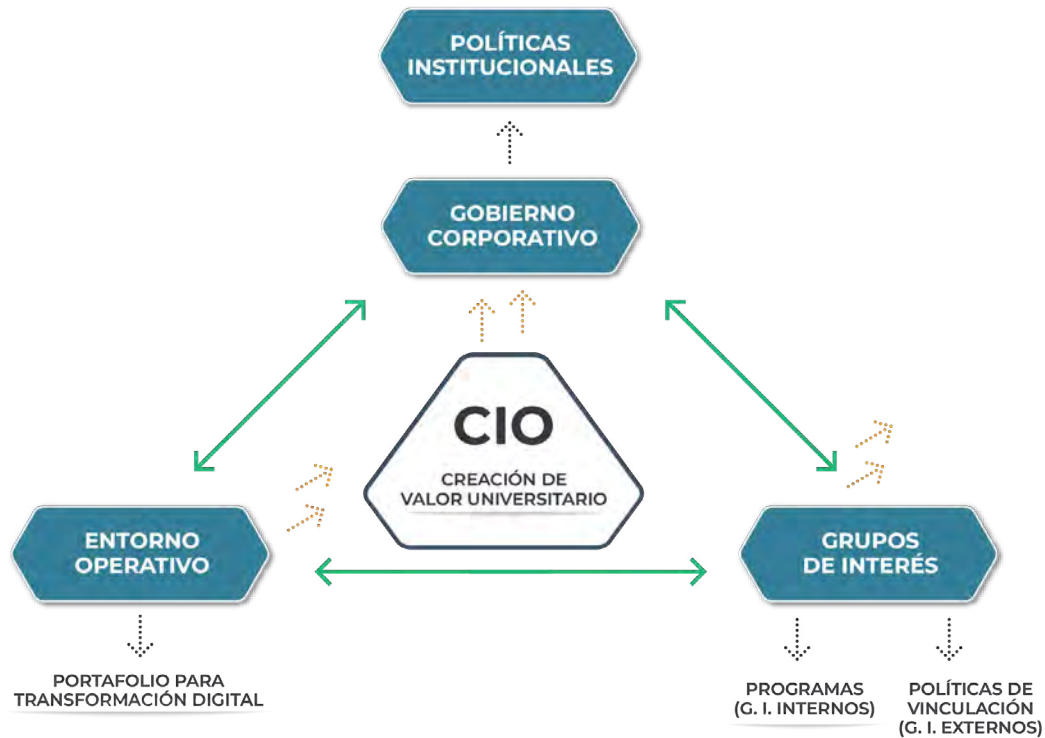 POLÍTICAS
INSTITUCIONALES
GOBIERNO
CORPORATIVO
CIO
CREACIÓN DE
VALOR UNIVERSITARIO
ENTORNO
OPERATIVO
GRUPOS
DE INTERÉS
PORTAFOLIO PARA
TRANSFORMACIÓN DIGITAL
PROGRAMAS
(G. I. INTERNOS)
POLÍTICAS DE
VINCULACIÓN
(G. I. EXTERNOS)